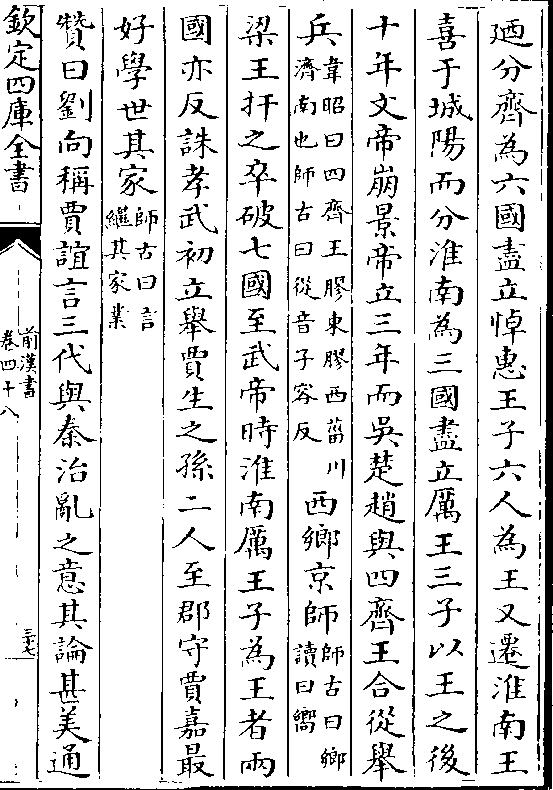 廼分齊為六國盡立悼惠王子六人為王又遷淮南王
喜于城陽而分淮南為三國盡立厲王三子以王之後
十年文帝崩景帝立三年而吳楚趙與四齊王合從舉
兵韋昭曰四齊王膠東膠西菑川濟南也師古曰從音子容反西鄉京師師古曰鄉讀曰嚮
梁王扞之卒破七國至武帝時淮南厲王子為王者兩
國亦反誅孝武初立舉賈生之孫二人至郡守賈嘉最
好學世其家師古曰言繼其家業
贊曰劉向稱賈誼言三代與秦治亂之意其論甚美通
欽定四庫全書
前漢書
卷四十八
三七